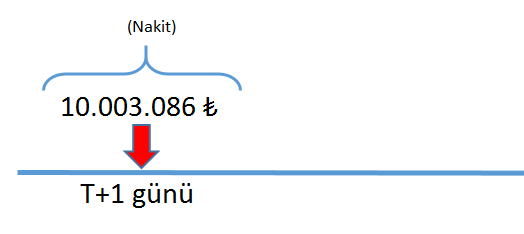 (Nakit)
10.003.086 ₺
T+1 günü